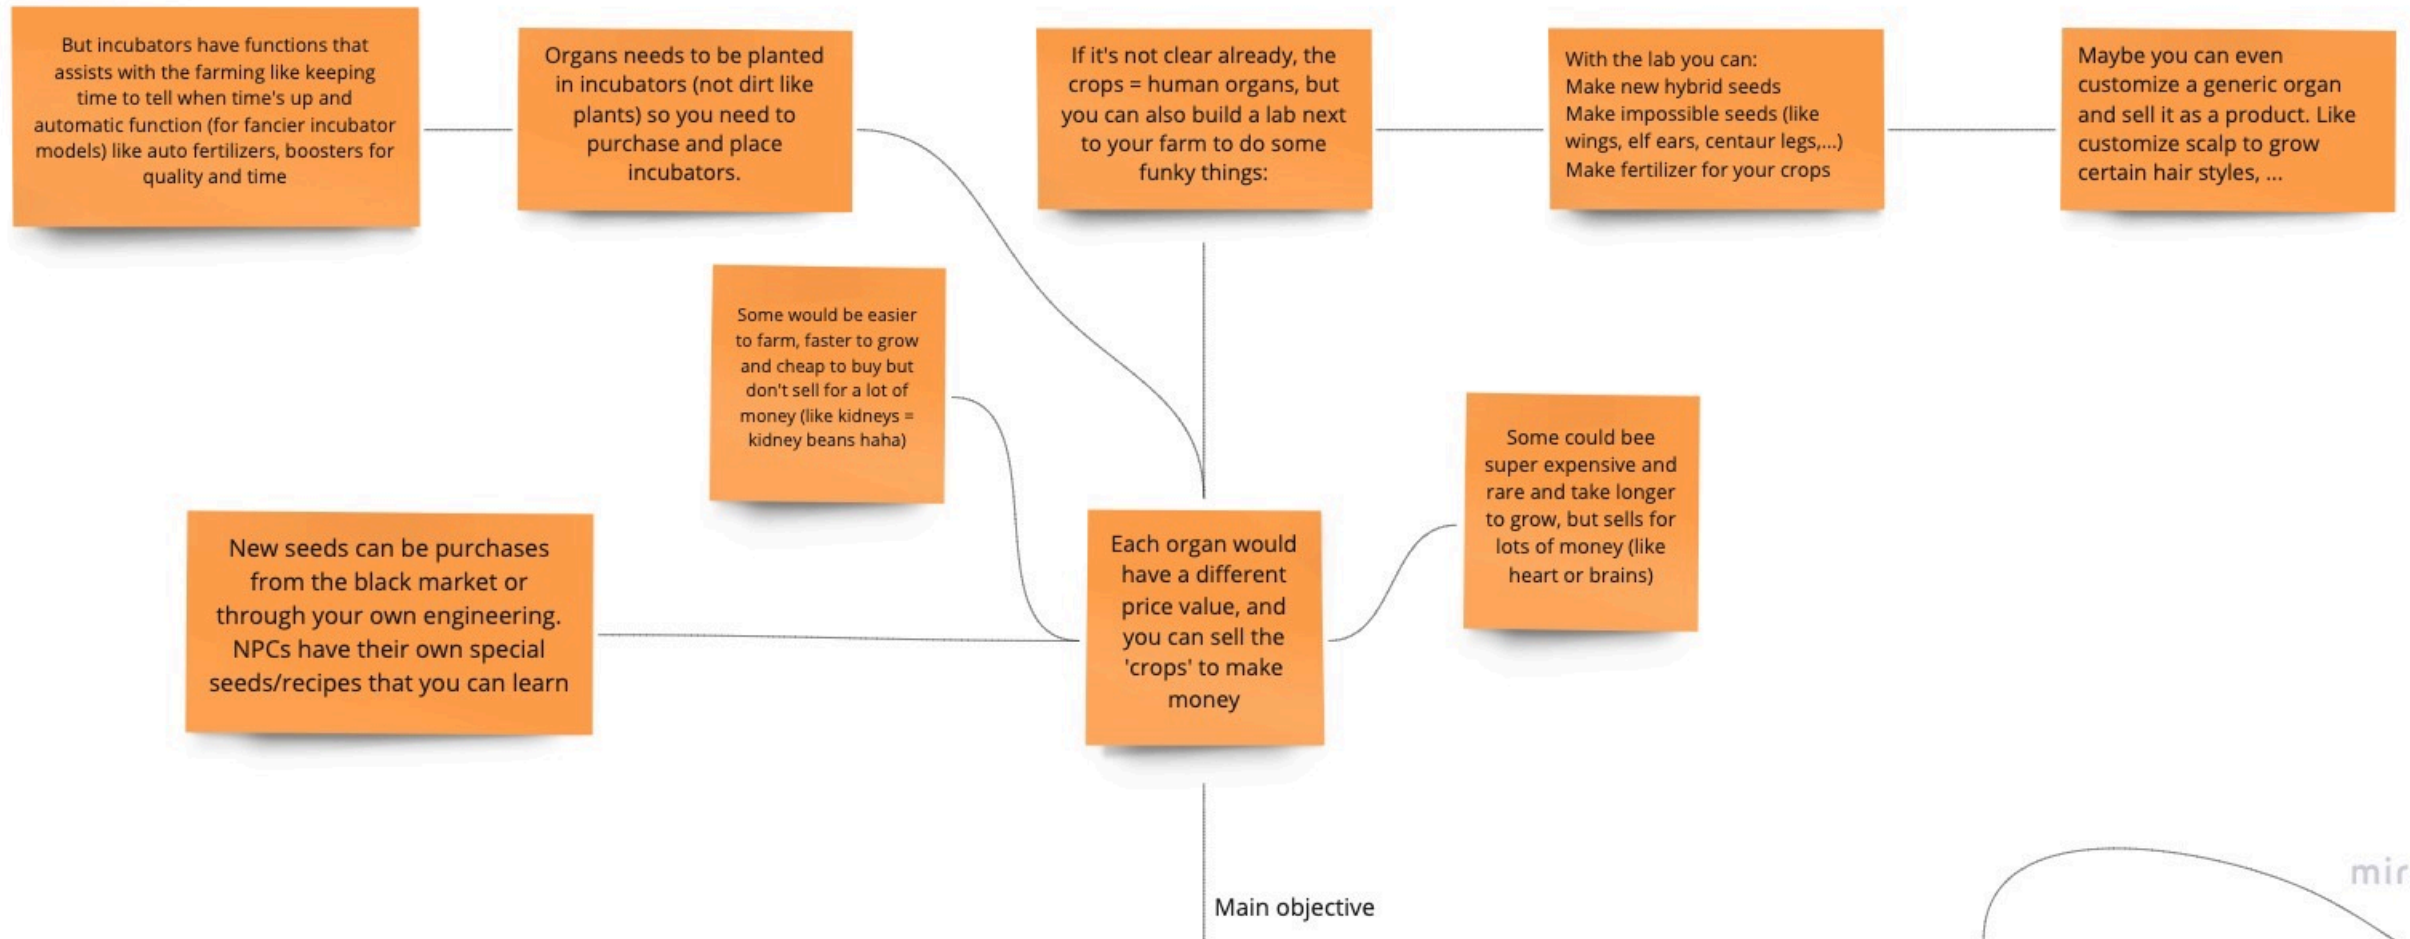 But incubators have functions that
assists with the farming like keeping
time to tell when time's up and
automatic function (for fancier incubator
models) like auto fertilizers, boosters for
quality and time
Organs needs to be planted
in incubators (not dirt like
plants) so you need to
purchase and place
incubators.
If it's not clear already, the
crops = human organs, but
you can also build a lab next
to your farm to do some
funky things:
With the lab you can:
Make new hybrid seeds
Make impossible seeds (like
wings, elf ears, centaur legs,...)
Make fertilizer for your crops
Maybe you can even
customize a generic organ
and sell it as a product. Like
customize scalp to grow
certain hair styles, ...
Some would be easier
to farm, faster to grow
and cheap to buy but
don't sell for a lot of
money (like kidneys =
kidney beans haha)
Some could bee
super expensive and
rare and take longer
to grow, but sells for
lots of money (like
heart or brains)
New seeds can be purchases
from the black market or
through your own engineering.
NPCs have their own special
seeds/recipes that you can learn
Each organ would
have a different
price value, and
you can sell the
'crops' to make
money
mir
Main objective